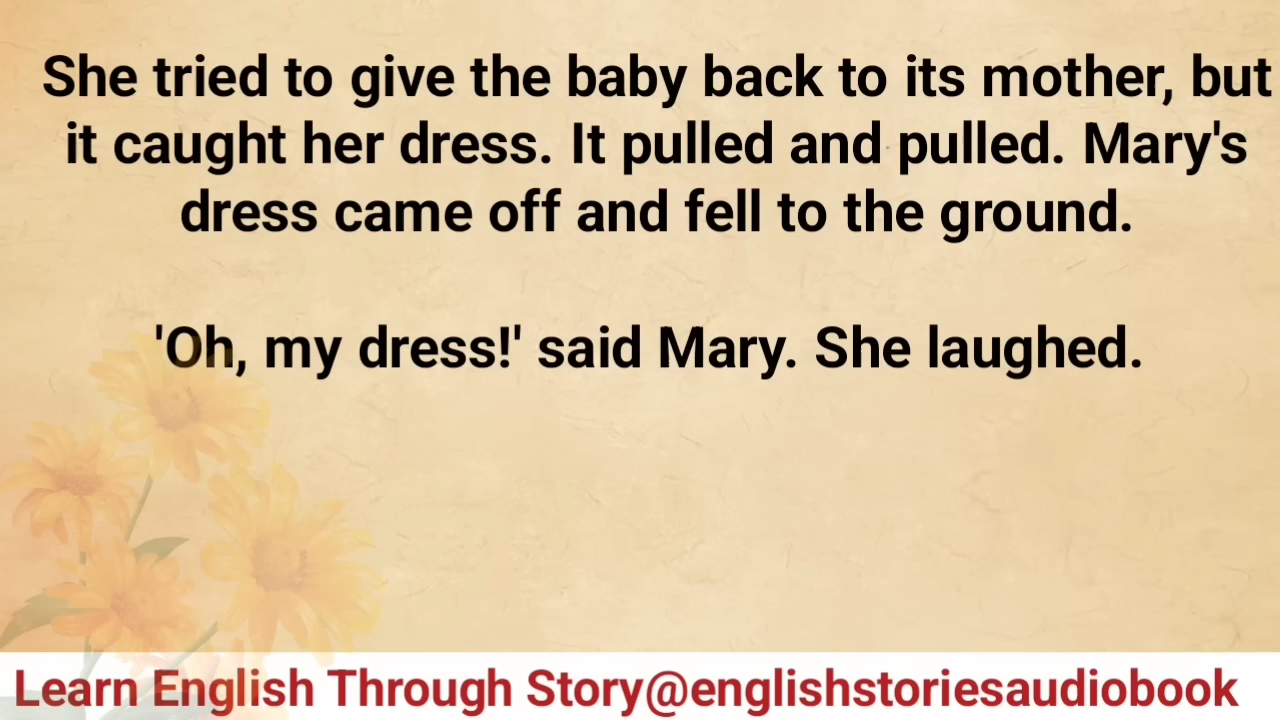 She tried to give the baby back to its mother, but
it caught her dress. It pulled and pulled. Mary's
dress came off and fell to the ground.
'Oh, my dress!' said Mary. She laughed.
Learn English Through Story@englishstoriesaudiobook